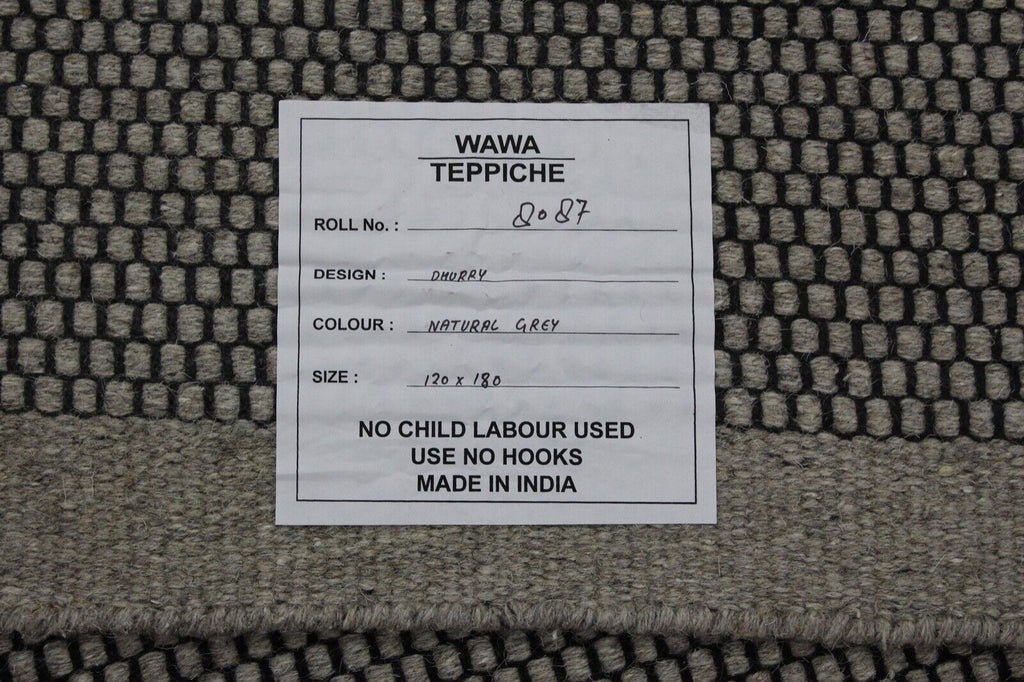 WAWA
TEPPICHE
ROLL No. : 8087
DESIGN : DHURRY
COLOUR : NATURAL GREY
SIZE : 120 x 180
NO CHILD LABOUR USED
USE NO HOOKS
MADE IN INDIA